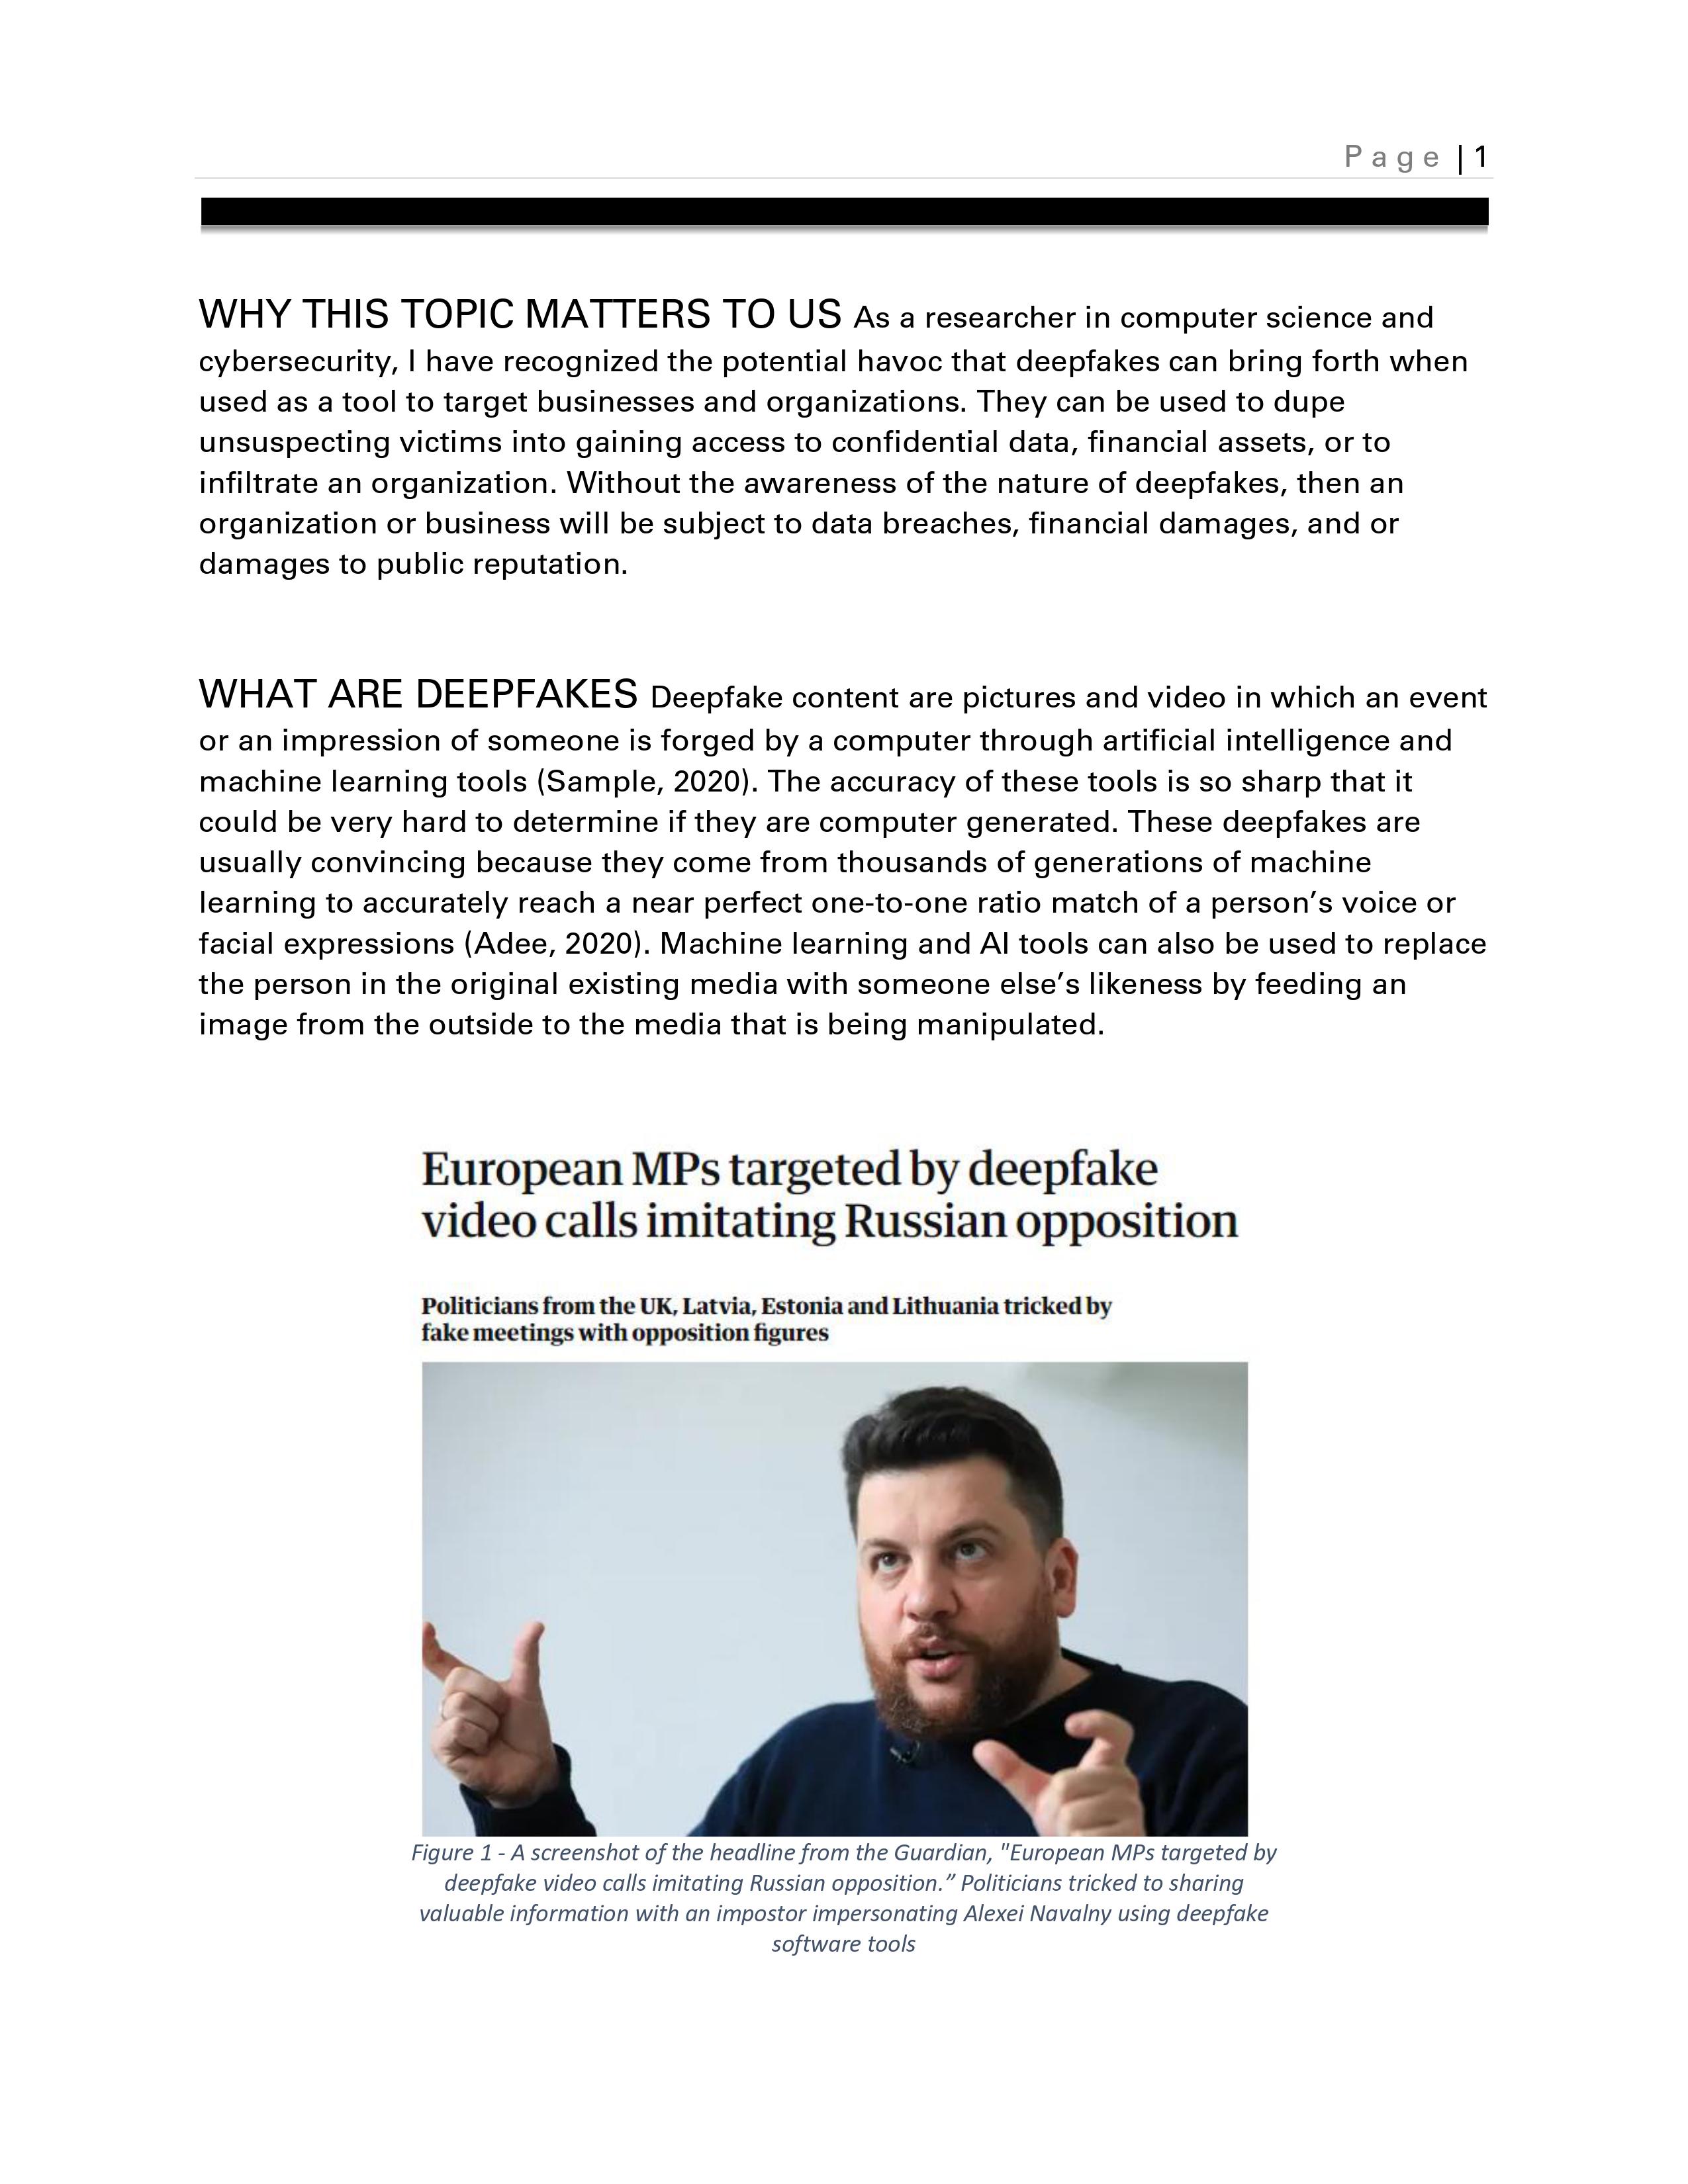 Page | 1
WHY THIS TOPIC MATTERS TO US As a researcher in computer science and
cybersecurity, I have recognized the potential havoc that deepfakes can bring forth when
used as a tool to target businesses and organizations. They can be used to dupe
unsuspecting victims into gaining access to confidential data, financial assets, or to
infiltrate an organization. Without the awareness of the nature of deepfakes, then an
organization or business will be subject to data breaches, financial damages, and or
damages to public reputation.
WHAT ARE DEEPFAKES Deepfake content are pictures and video in which an event
or an impression of someone is forged by a computer through artificial intelligence and
machine learning tools (Sample, 2020). The accuracy of these tools is so sharp that it
could be very hard to determine if they are computer generated. These deepfakes are
usually convincing because they come from thousands of generations of machine
learning to accurately reach a near perfect one-to-one ratio match of a person’s voice or
facial expressions (Adee, 2020). Machine learning and AI tools can also be used to replace
the person in the original existing media with someone else’s likeness by feeding an
image from the outside to the media that is being manipulated.
European MPs targeted by deepfake
video calls imitating Russian opposition
Politicians from the UK, Latvia, Estonia and Lithuania tricked by
fake meetings with opposition figures
Figure 1 - A screenshot of the headline from the Guardian, "European MPs targeted by
deepfake video calls imitating Russian opposition.” Politicians tricked to sharing
valuable information with an impostor impersonating Alexei Navalny using deepfake
software tools